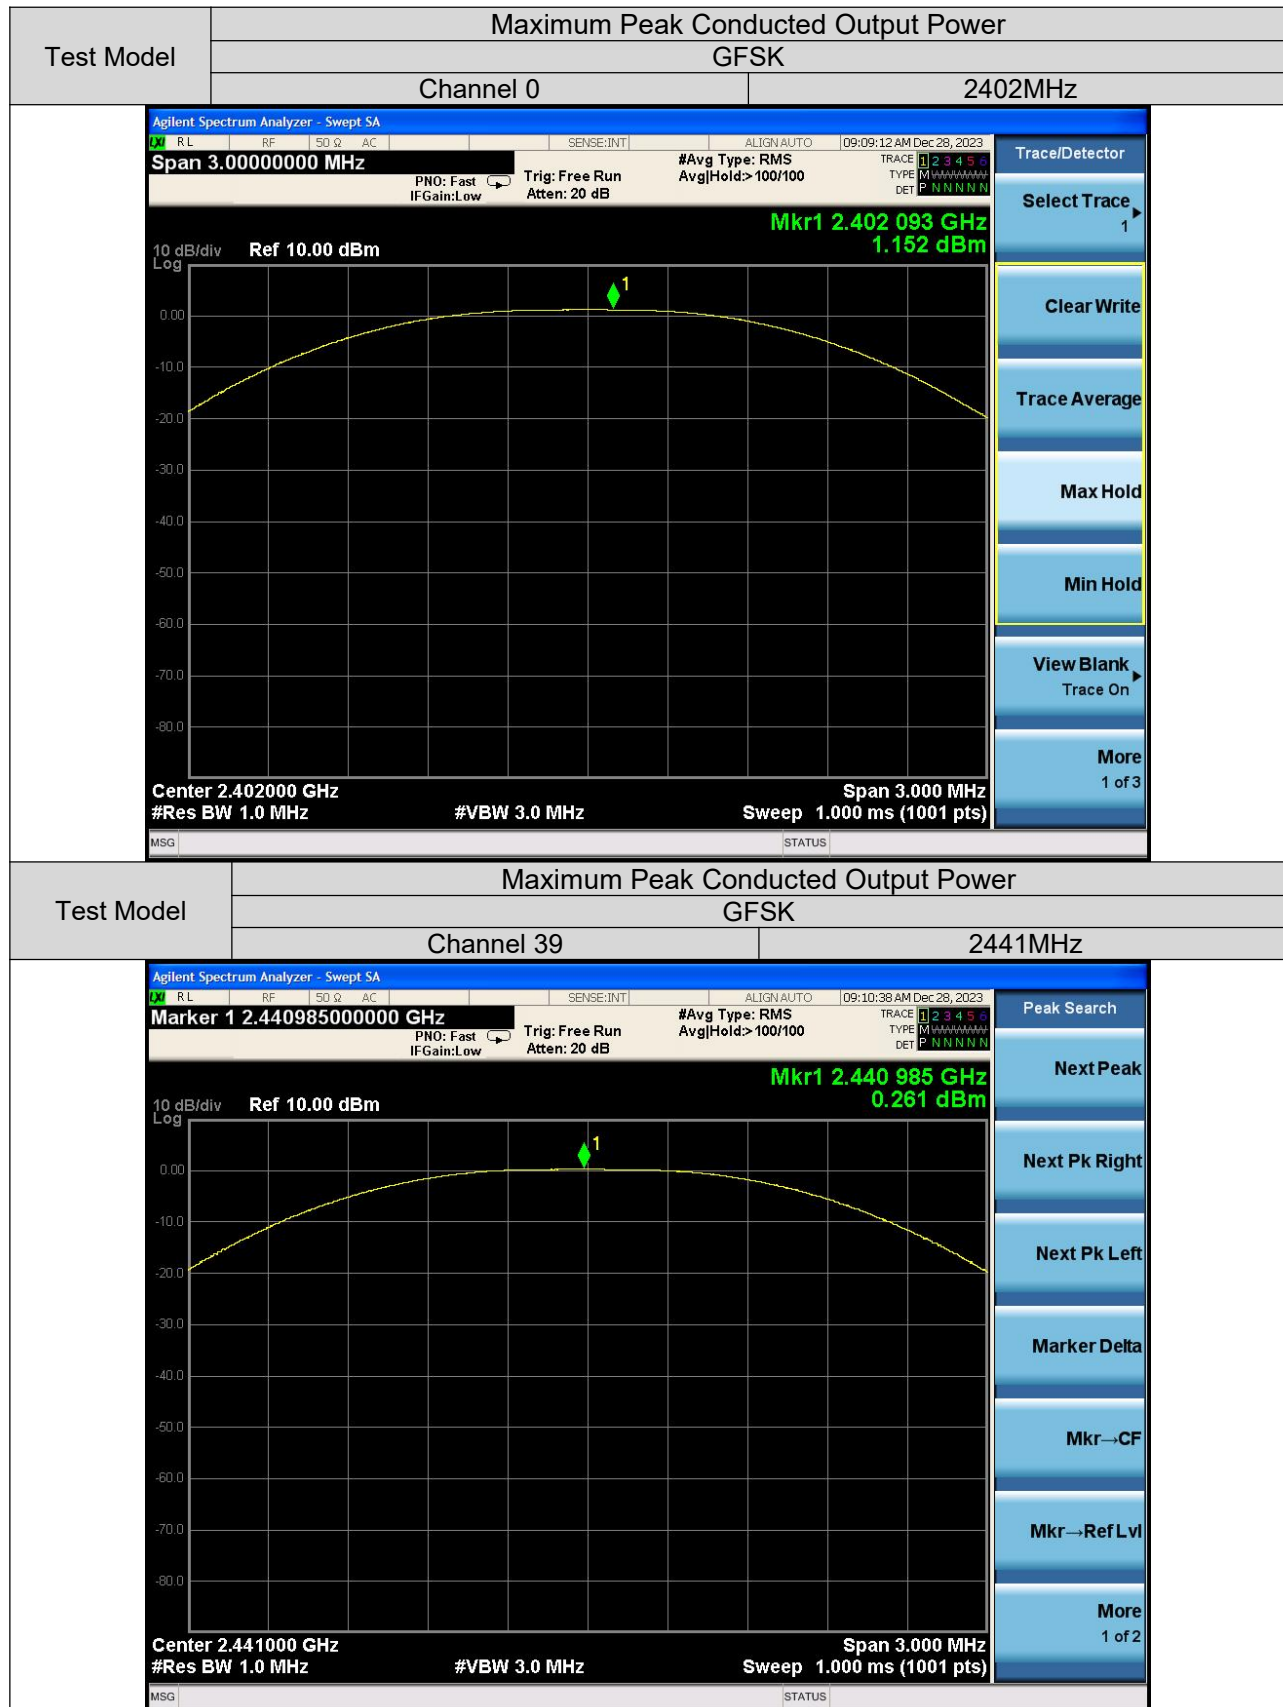 Test Model
Maximum Peak Conducted Output Power
GFSK
Channel 0 2402MHz
Agilent Spectrum Analyzer - Swept SA
LXI RL RF 50 Ω AC SENSE:INT ALIGN AUTO 09:09:12 AM Dec 28, 2023
Span 3.00000000 MHz
PNO: Fast
IFGain:Low
Trig: Free Run
Atten: 20 dB
#Avg Type: RMS
Avg|Hold:>100/100
TRACE 1 2 3 4 5 6
TYPE M
DET P N N N N N
Trace/Detector
Select Trace
1
Mkr1 2.402 093 GHz
1.152 dBm
10 dB/div Ref 10.00 dBm
Log
1
0.00
-10.0
-20.0
-30.0
-40.0
-50.0
-60.0
-70.0
-80.0
Clear Write
Trace Average
Max Hold
Min Hold
View Blank
Trace On
More
1 of 3
Center 2.402000 GHz Span 3.000 MHz
#Res BW 1.0 MHz #VBW 3.0 MHz Sweep 1.000 ms (1001 pts)
MSG STATUS
Test Model
Maximum Peak Conducted Output Power
GFSK
Channel 39 2441MHz
Agilent Spectrum Analyzer - Swept SA
LXI RL RF 50 Ω AC SENSE:INT ALIGN AUTO 09:10:38 AM Dec 28, 2023
Marker 1 2.440985000000 GHz
PNO: Fast
IFGain:Low
Trig: Free Run
Atten: 20 dB
#Avg Type: RMS
Avg|Hold:>100/100
TRACE 1 2 3 4 5 6
TYPE M
DET P N N N N N
Peak Search
Next Peak
Mkr1 2.440 985 GHz
0.261 dBm
10 dB/div Ref 10.00 dBm
Log
1
0.00
-10.0
-20.0
-30.0
-40.0
-50.0
-60.0
-70.0
-80.0
Next Pk Right
Next Pk Left
Marker Delta
Mkr→CF
Mkr→Ref Lvl
More
1 of 2
Center 2.441000 GHz Span 3.000 MHz
#Res BW 1.0 MHz #VBW 3.0 MHz Sweep 1.000 ms (1001 pts)
MSG STATUS